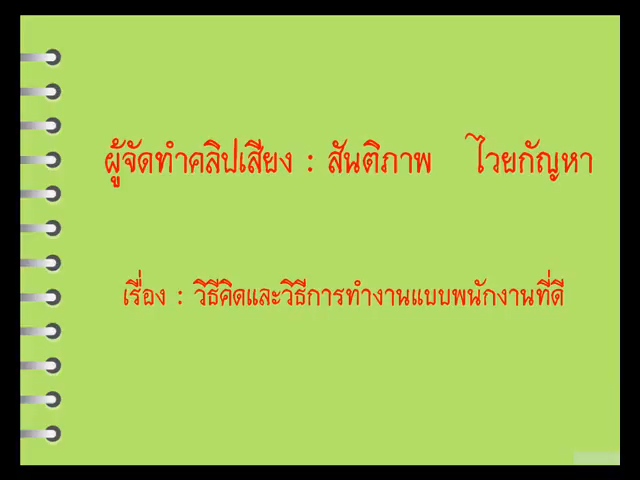 ผู้จัดทำคลิปเสียง : สันติภาพ ไวยกัญหา
เรื่อง : วิธีคิดและวิธีการทำงานแบบพนักงานที่ดี